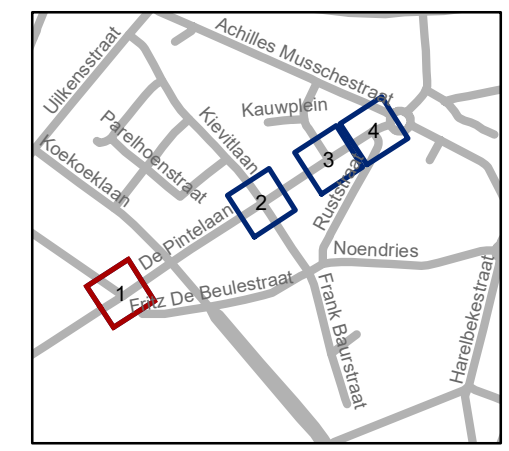 Achilles Musschestraat
Uilkensstraat
Kauwplein
Kievitlaan
Parelhoenstraat
Koekoeklaan
4
3
Ruststraat
2
De Pintelaan
Noendries
1
Fritz De Beulestraat
Frank Baurstraat
Harelbekestraat